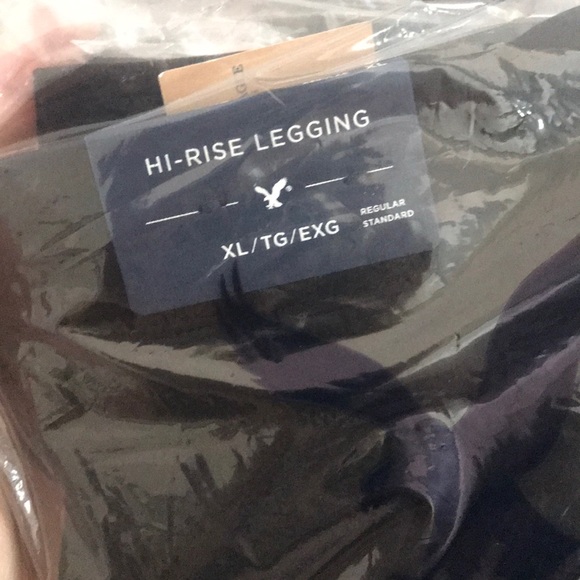 HI-RISE LEGGING
XL/TG/EXG
REGULAR
STANDARD